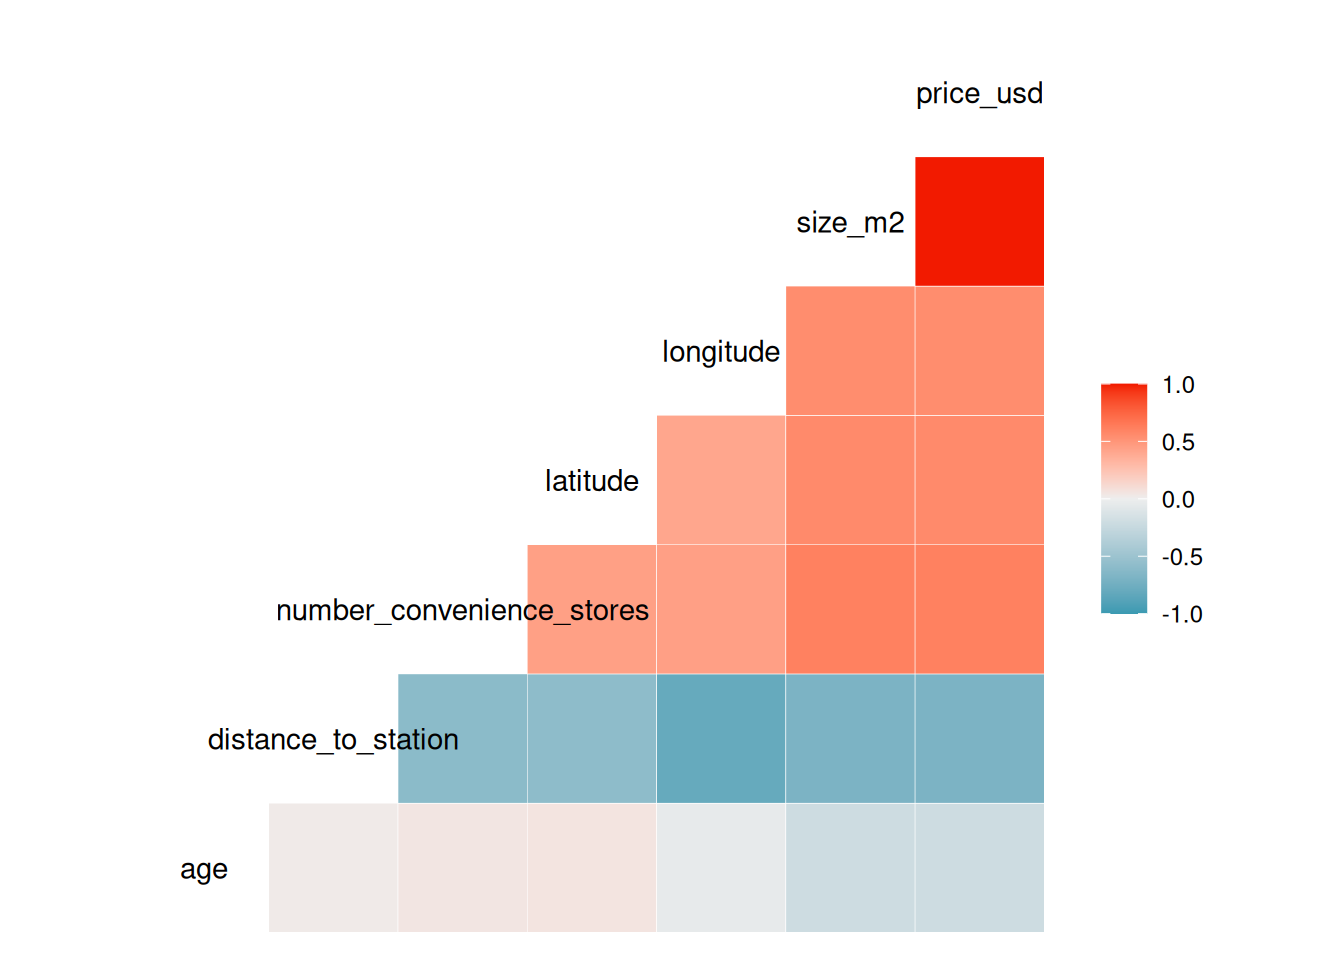 price_usd
size_m2
longitude
latitude
number_convenience_stores
distance_to_station
age
1.0
0.5
0.0
-0.5
-1.0